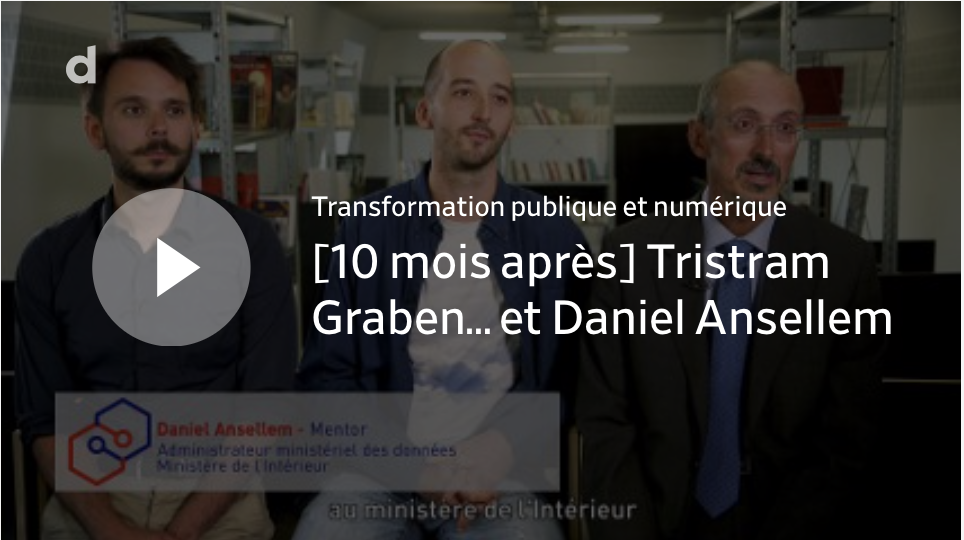 d
Transformation publique et numérique
[10 mois après] Tristram
Graben... et Daniel Ansellem
Daniel Ansellem - Mentor
Administrateur ministériel des données
Ministère de l'Intérieur
au ministère de l'Intérieur